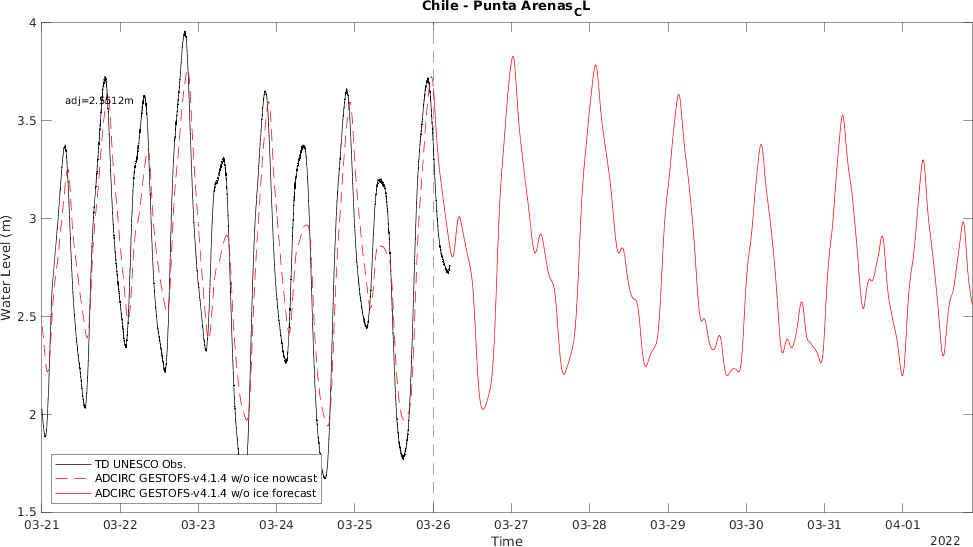 Chile - Punta Arenas_CL
4
adj=2.5512m
3.5
3
Water Level (m)
2.5
2
TD UNESCO Obs.
ADCIRC GESTOFS-v4.1.4 w/o ice nowcast
ADCIRC GESTOFS-v4.1.4 w/o ice forecast
1.5
03-21 03-22 03-23 03-24 03-25 03-26 03-27 03-28 03-29 03-30 03-31 04-01
Time
2022